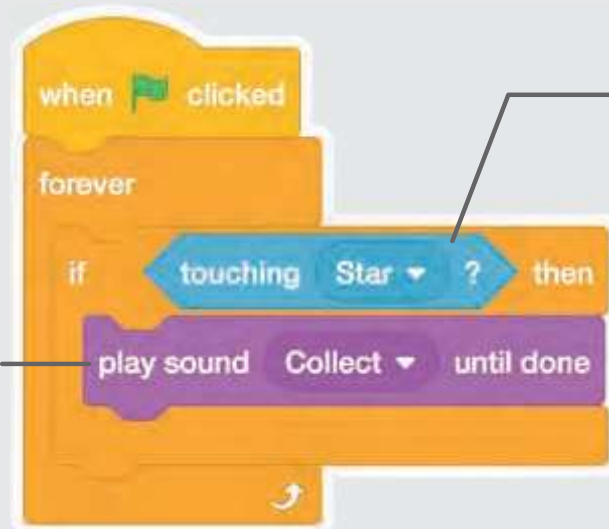 when clicked
forever
if touching Star ? then
play sound Collect until done